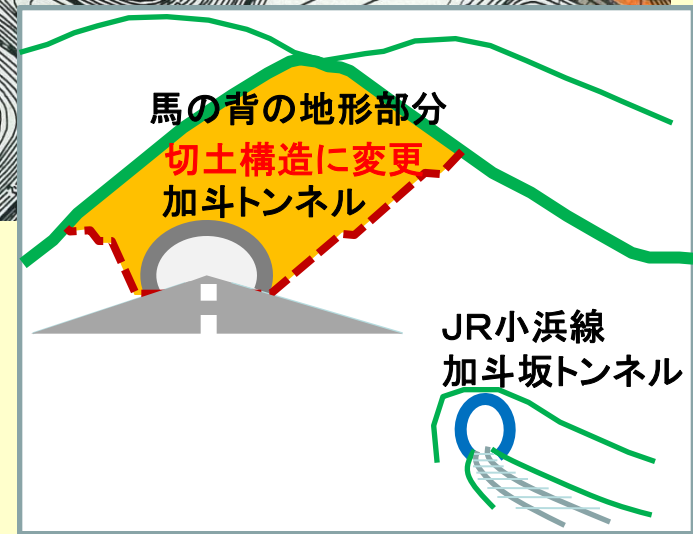 馬の背の地形部分
切土構造に変更
加斗トンネル
JR小浜線
加斗坂トンネル